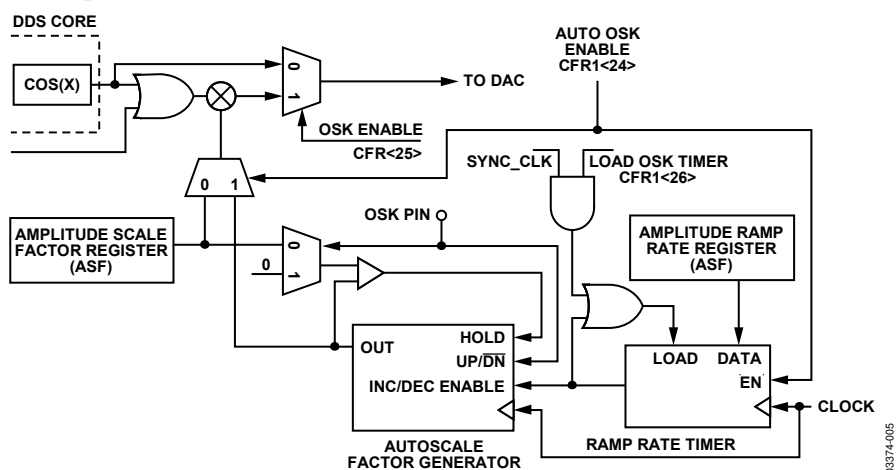 DDS CORE
COS(X)
0
1
TO DAC
OSK ENABLE
CFR<25>
AUTO OSK
ENABLE
CFR1<24>
SYNC_CLK
LOAD OSK TIMER
CFR1<26>
0 1
OSK PIN
AMPLITUDE SCALE
FACTOR REGISTER
(ASF)
0
0
1
AMPLITUDE RAMP
RATE REGISTER
(ASF)
OUT
HOLD
UP/DN
INC/DEC ENABLE
LOAD DATA
EN
CLOCK
AUTOSCALE
FACTOR GENERATOR
RAMP RATE TIMER
03374-005